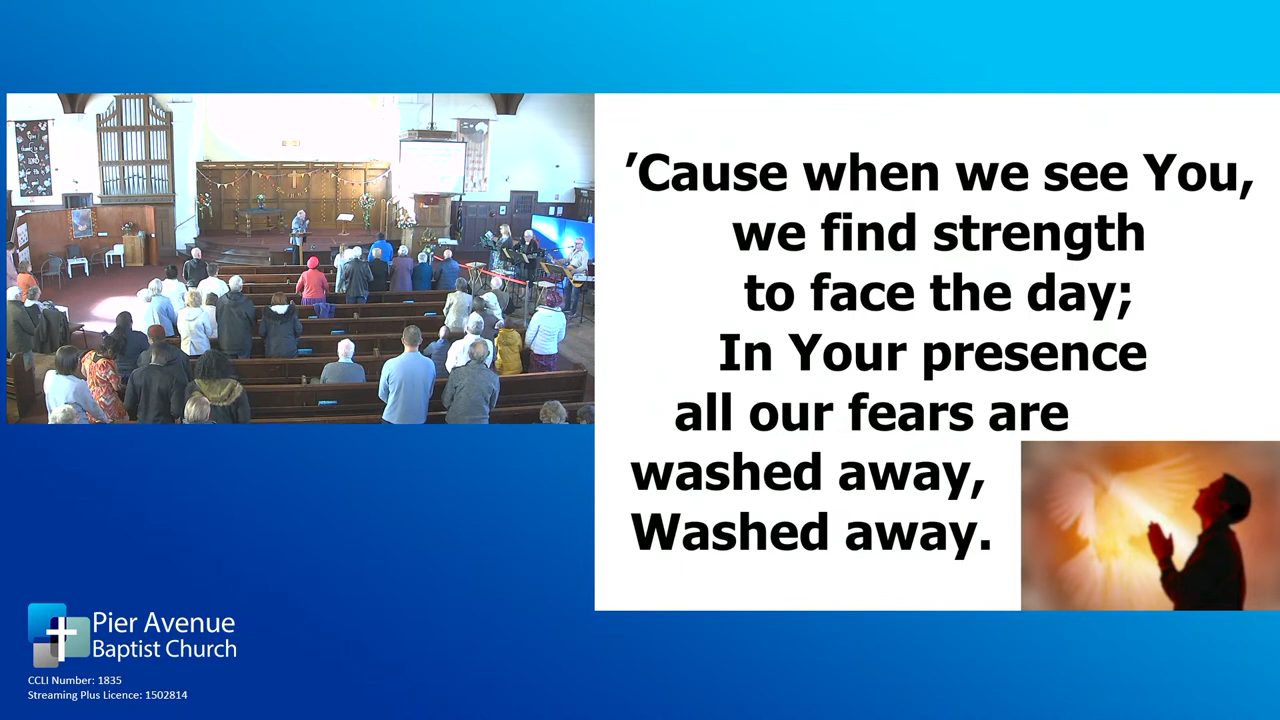 ’Cause when we see You,
we find strength
to face the day;
In Your presence
all our fears are
washed away,
Washed away.
Pier Avenue
Baptist Church
CCLI Number: 1835
Streaming Plus Licence: 1502814